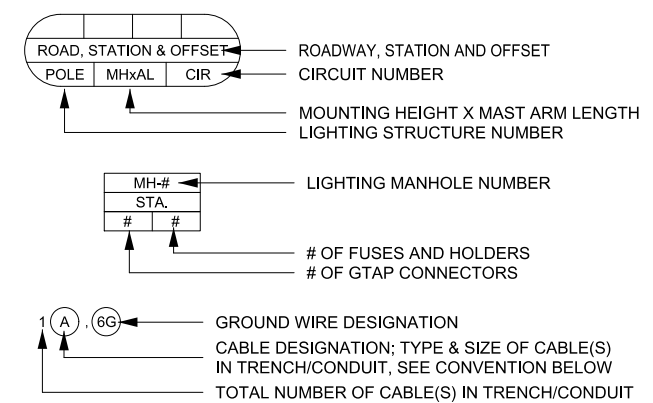 ROAD, STATION & OFFSET
ROADWAY, STATION AND OFFSET
POLE MHxAL CIR
CIRCUIT NUMBER
MOUNTING HEIGHT X MAST ARM LENGTH
LIGHTING STRUCTURE NUMBER
MH-#
LIGHTING MANHOLE NUMBER
STA.
# #
# OF FUSES AND HOLDERS
# OF GTAP CONNECTORS
1 A , 6G
GROUND WIRE DESIGNATION
CABLE DESIGNATION; TYPE & SIZE OF CABLE(S)
IN TRENCH/CONDUIT, SEE CONVENTION BELOW
TOTAL NUMBER OF CABLE(S) IN TRENCH/CONDUIT